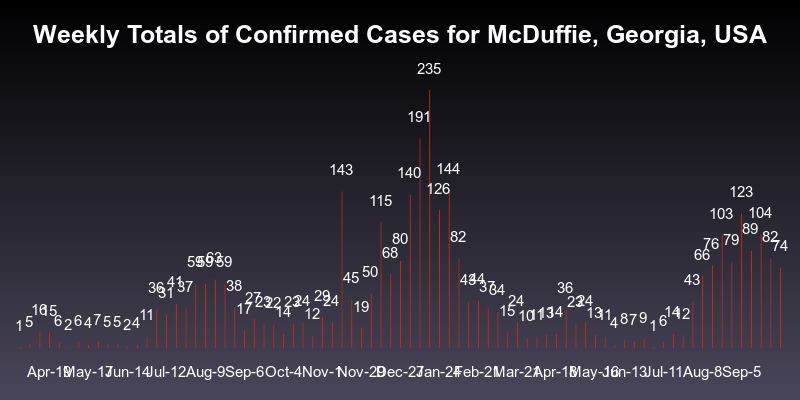 Weekly Totals of Confirmed Cases for McDuffie, Georgia, USA
1 5 16 15 6 2 6 4 7 5 5 2 4 11 36 31 41 37 59 59 63 59 38 17 27 23 22 14 23 24 12 29 24 143 45 19 50 115 68 80 140 191 235 126 144 82 43 44 37 34 15 24 10 11 13 14 36 23 24 13 11 4 8 7 9 1 6 14 12 43 66 76 103 79 123 89 104 82 74
Apr-19 May-17 Jun-14 Jul-12 Aug-9 Sep-6 Oct-4 Nov-1 Nov-29 Dec-27 Jan-24 Feb-21 Mar-21 Apr-18 May-16 Jun-13 Jul-11 Aug-8 Sep-5